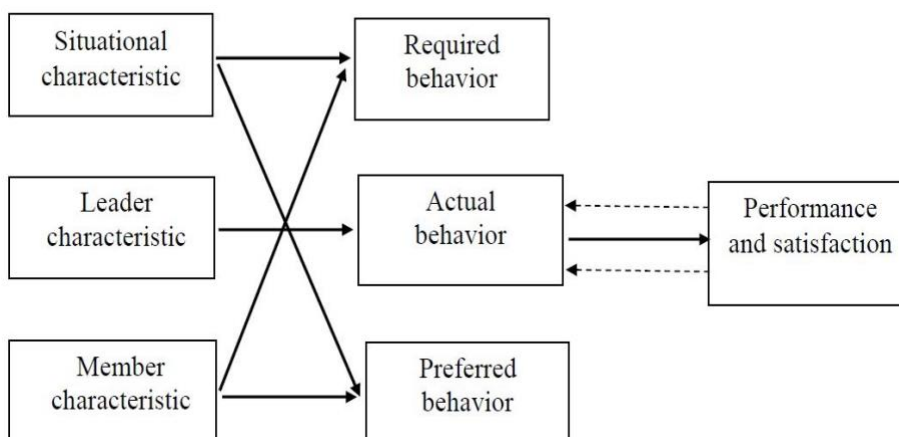 Situational
characteristic
Required
behavior
Leader
characteristic
Actual
behavior
Performance
and satisfaction
Member
characteristic
Preferred
behavior